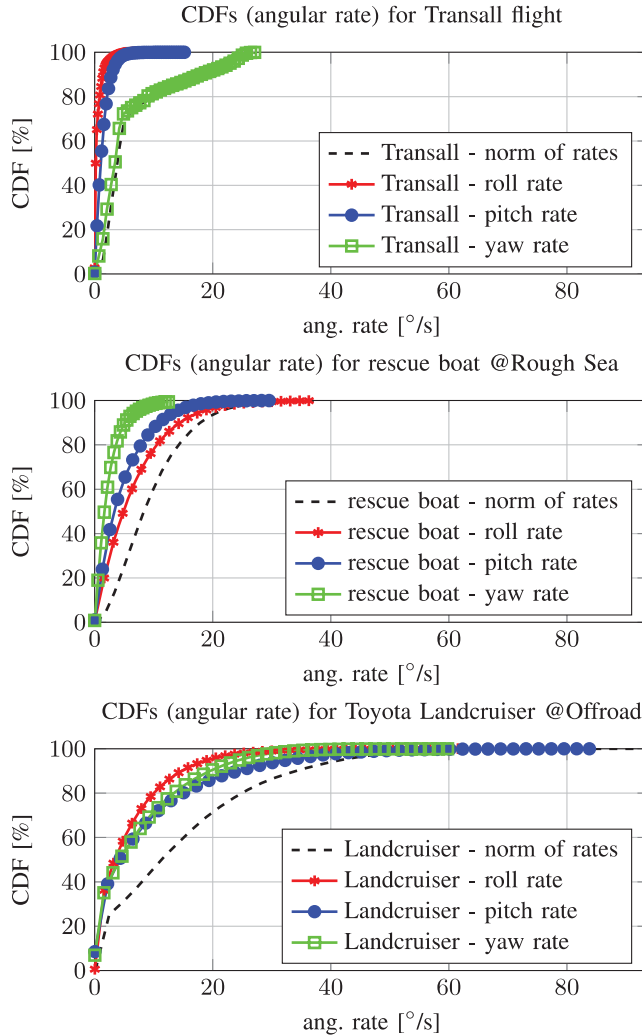 CDFs (angular rate) for Transall flight
100
80
60
40
20
0
CDF [%]
Transall - norm of rates
Transall - roll rate
Transall - pitch rate
Transall - yaw rate
0 20 40 60 80
ang. rate [°/s]
CDFs (angular rate) for rescue boat @Rough Sea
100
80
60
40
20
0
CDF [%]
rescue boat - norm of rates
rescue boat - roll rate
rescue boat - pitch rate
rescue boat - yaw rate
0 20 40 60 80
ang. rate [°/s]
CDFs (angular rate) for Toyota Landcruiser @Offroad
100
80
60
40
20
0
CDF [%]
Landcruiser - norm of rates
Landcruiser - roll rate
Landcruiser - pitch rate
Landcruiser - yaw rate
0 20 40 60 80
ang. rate [°/s]